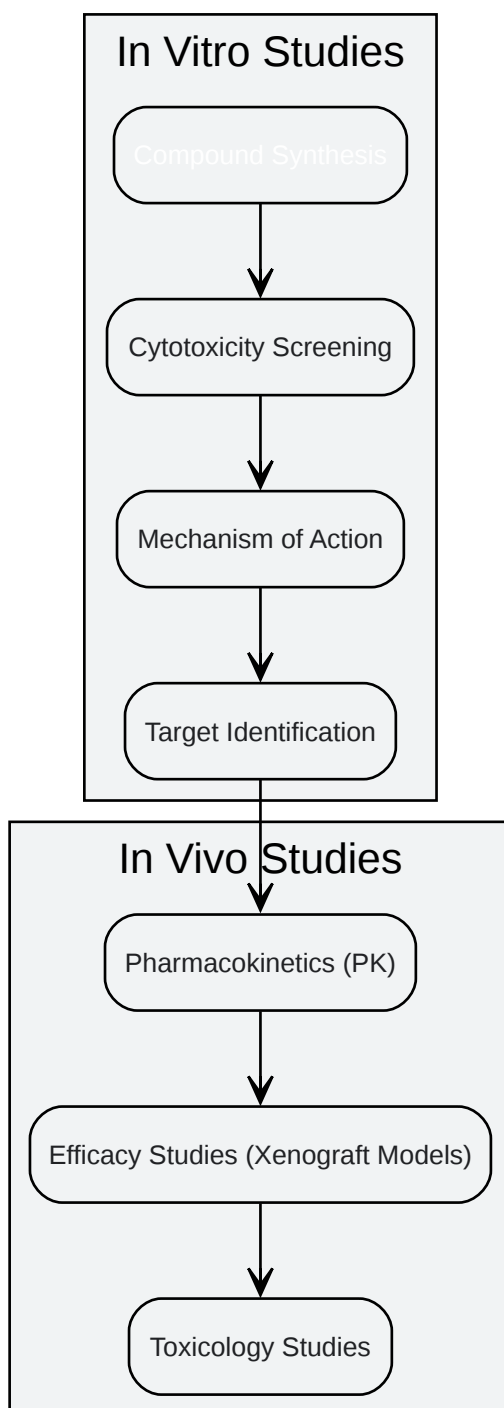 In Vitro Studies
Compound Synthesis
Cytotoxicity Screening
Mechanism of Action
Target Identification
In Vivo Studies
Pharmacokinetics (PK)
Efficacy Studies (Xenograft Models)
Toxicology Studies